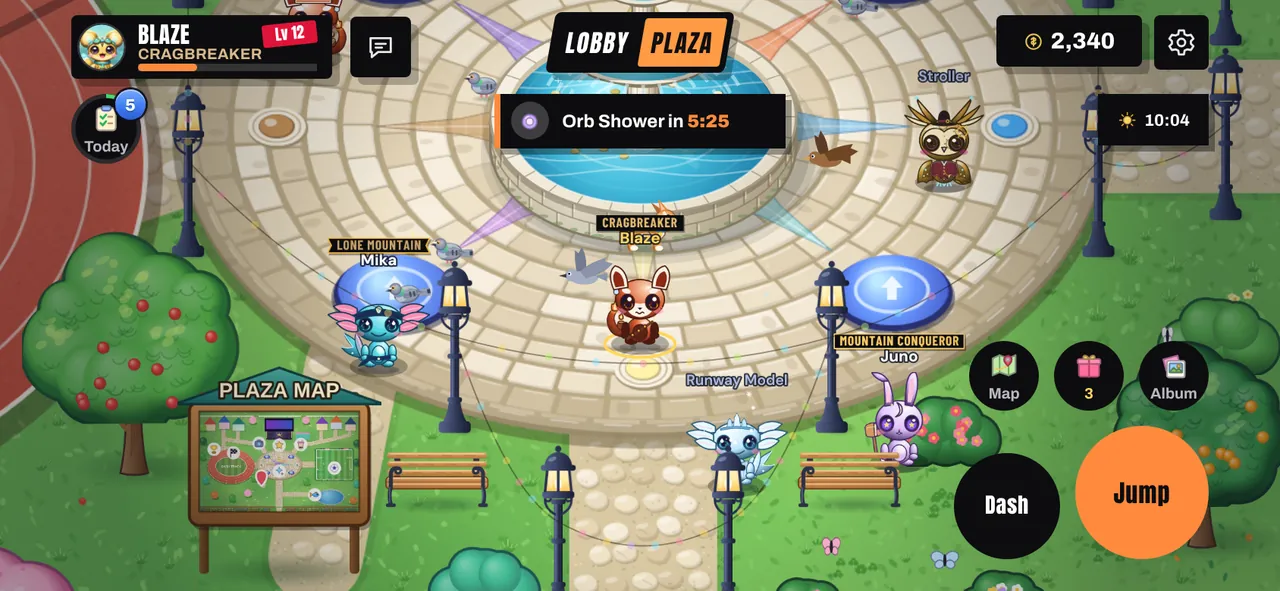 BLAZE
Lv 12
CRAGBREAKER
LOBBY PLAZA
2,340
5
Today
Orb Shower in 5:25
10:04
Stroller
CRAGBREAKER
Blaze
LONE MOUNTAIN
Mika
MOUNTAIN CONQUEROR
Juno
Runway Model
PLAZA MAP
Map
3
Album
Dash
Jump